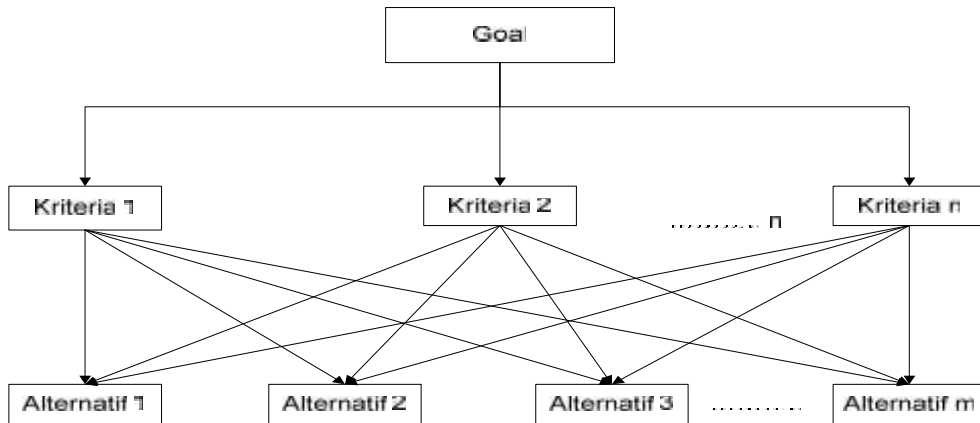 Goal
Kriteria 1
Kriteria 2
............... n
Kriteria n
Alternatif 1
Alternatif 2
Alternatif 3
...............
Alternatif m